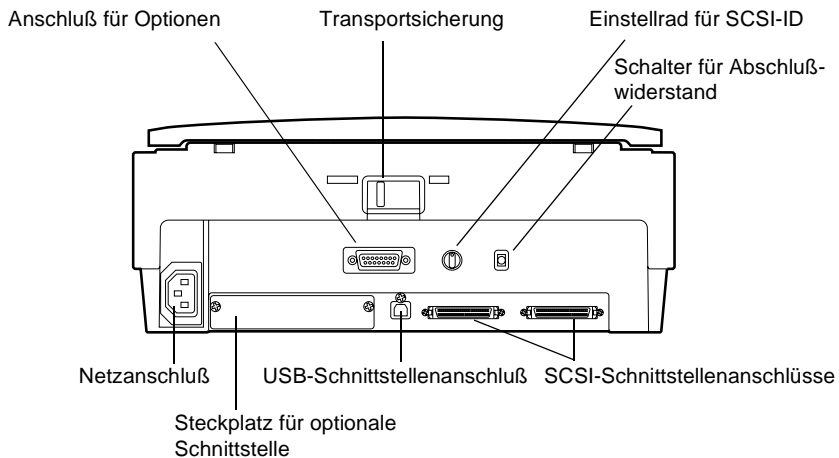 Anschluß für Optionen
Transportsicherung
Einstellrad für SCSI-ID
Schalter für Abschluß-
widerstand
Netzanschluß
USB-Schnittstellenanschluß
SCSI-Schnittstellenanschlüsse
Steckplatz für optionale
Schnittstelle